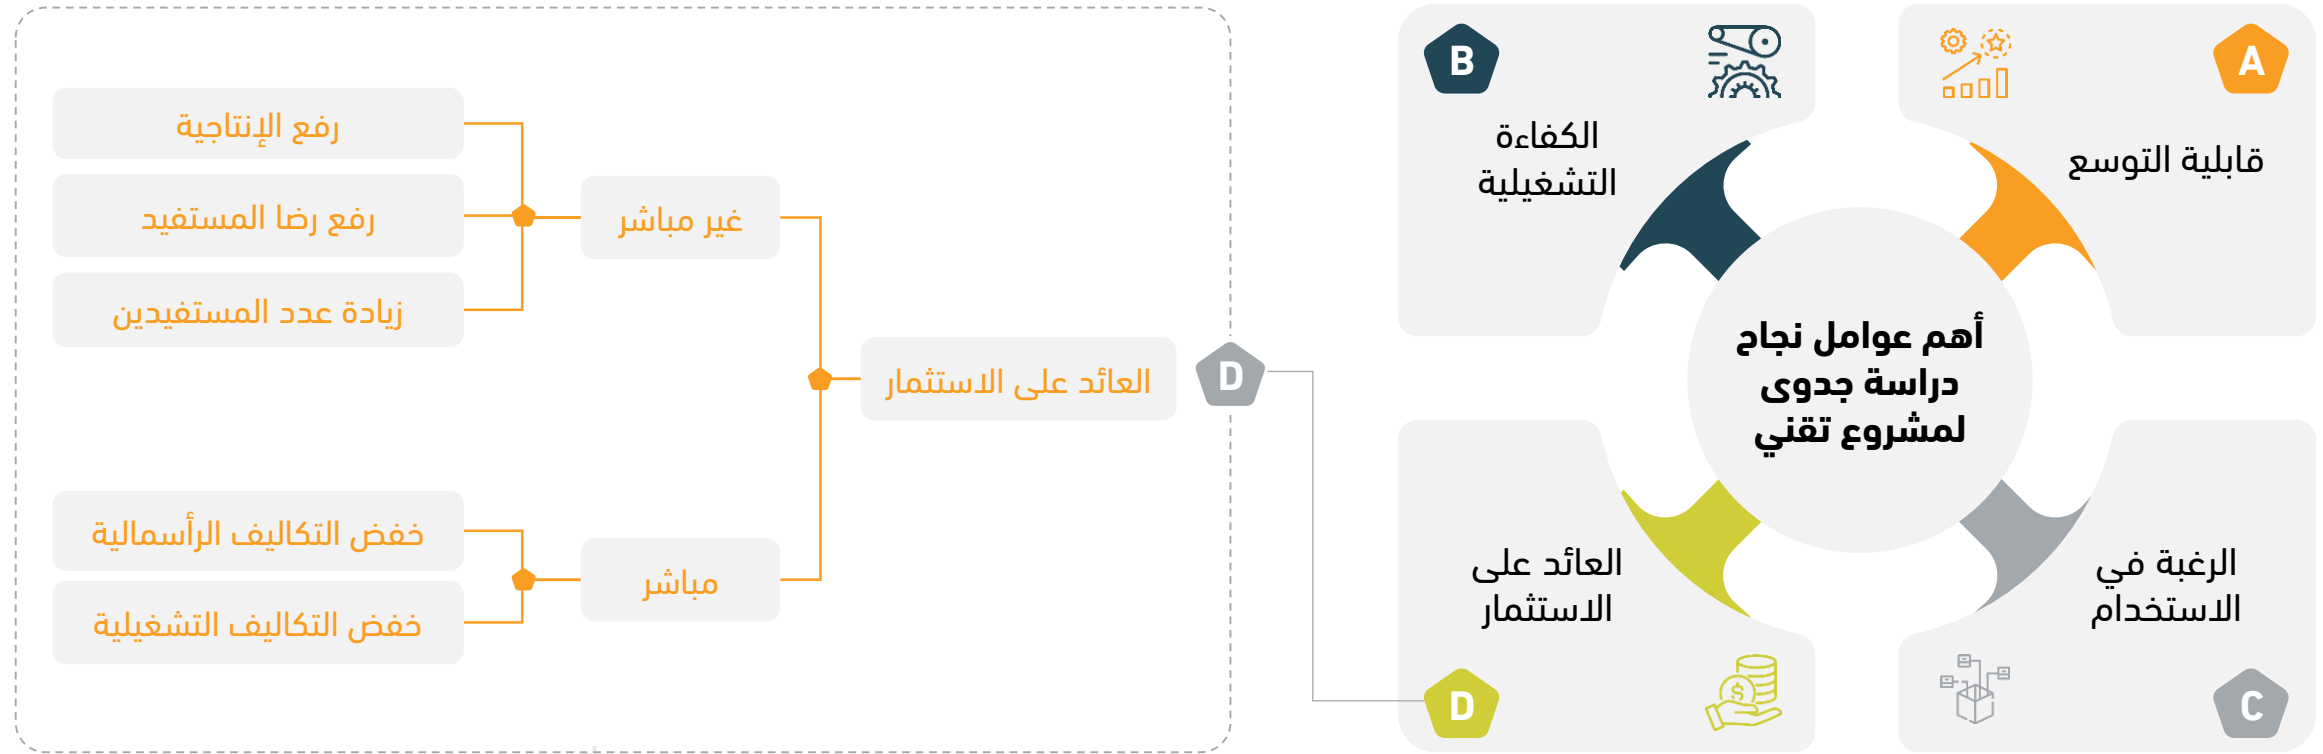 A
قابلية التوسع
B
الكفاءة
التشغيلية
أهم عوامل نجاح
دراسة جدوى
لمشروع تقني
الرغبة في
الاستخدام
C
العائد على
الاستثمار
D
D
العائد على الاستثمار
غير مباشر
رفع الإنتاجية
رفع رضا المستفيد
زيادة عدد المستفيدين
مباشر
خفض التكاليف الرأسمالية
خفض التكاليف التشغيلية